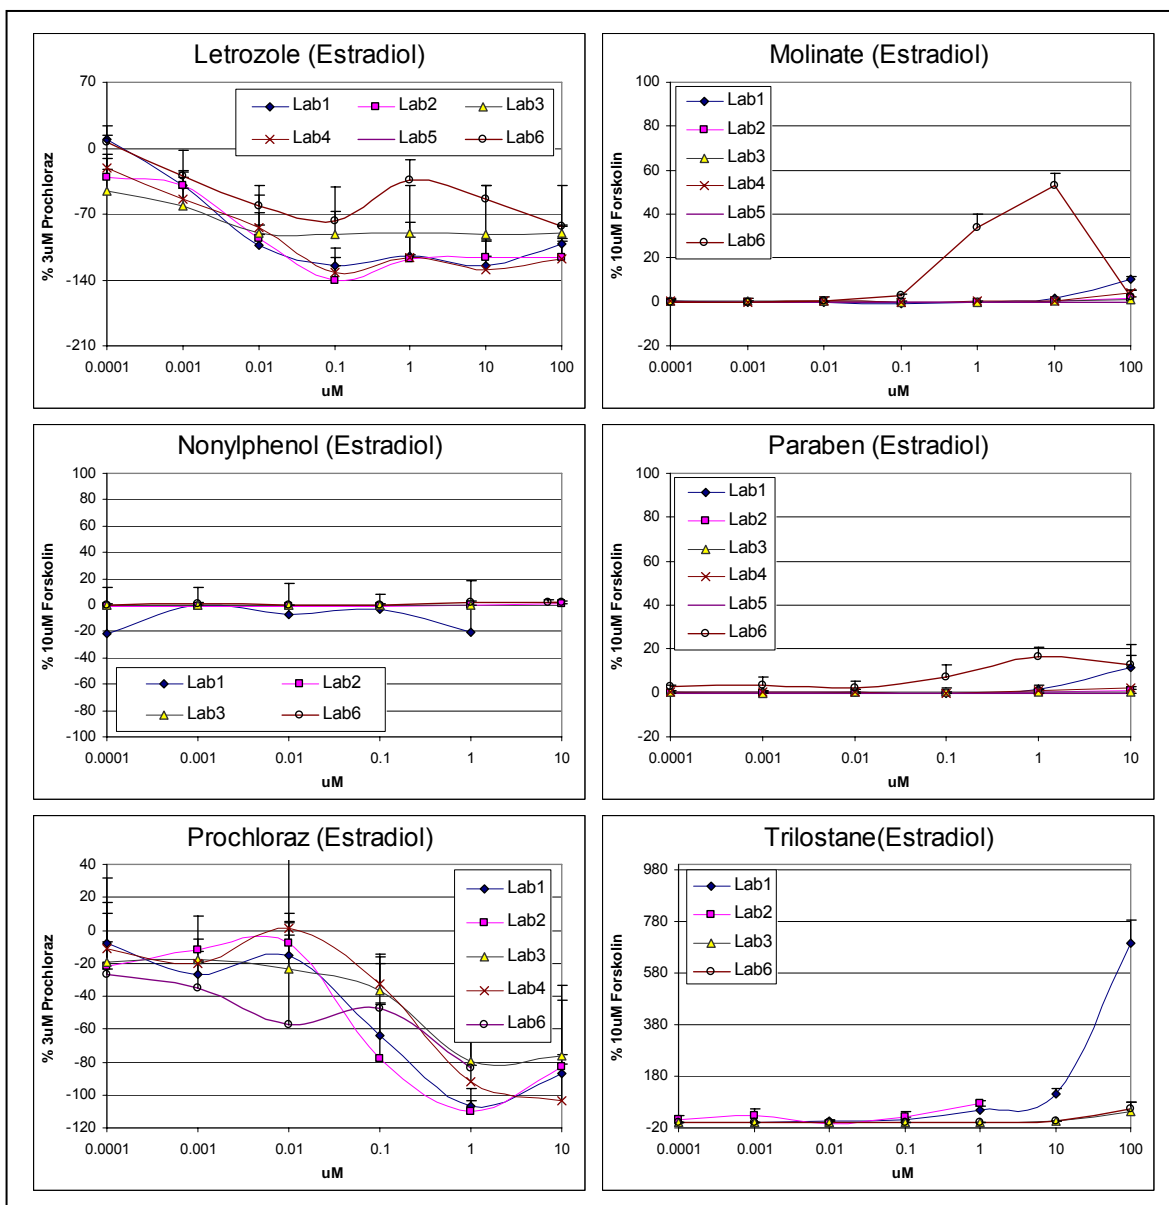 Letrozole (Estradiol)
70
0
-70
-140
-210
% 3uM Prochloraz
Lab1 Lab2 Lab3
Lab4 Lab5 Lab6
0.0001 0.001 0.01 0.1 1 10 100
uM
Molinate (Estradiol)
100
80
60
40
20
0
-20
% 10uM Forskolin
Lab1
Lab2
Lab3
Lab4
Lab5
Lab6
0.0001 0.001 0.01 0.1 1 10 100
uM
Nonylphenol (Estradiol)
100
80
60
40
20
0
-20
-40
-60
-80
-100
% 10uM Forskolin
Lab1 Lab2
Lab3 Lab6
0.0001 0.001 0.01 0.1 1 10
uM
Paraben (Estradiol)
100
80
60
40
20
0
-20
% 10uM Forskolin
Lab1
Lab2
Lab3
Lab4
Lab5
Lab6
0.0001 0.001 0.01 0.1 1 10
uM
Prochloraz (Estradiol)
40
20
0
-20
-40
-60
-80
-100
-120
% 3uM Prochloraz
Lab1
Lab2
Lab3
Lab4
Lab6
0.0001 0.001 0.01 0.1 1 10
uM
Trilostane(Estradiol)
980
780
580
380
180
-20
% 10uM Forskolin
Lab1
Lab2
Lab3
Lab6
0.0001 0.001 0.01 0.1 1 10 100
uM